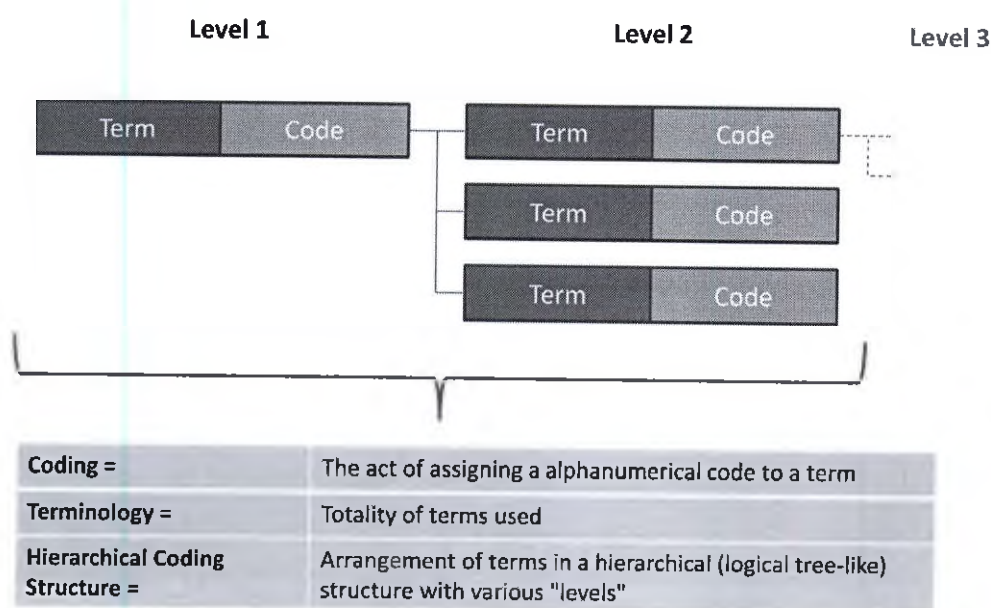 Level 1 Level 2 Level 3
Term Code Term Code
Term Code
Term Code
Coding = The act of assigning a alphanumerical code to a term
Terminology = Totality of terms used
Hierarchical Coding Arrangement of terms in a hierarchical (logical tree-like)
Structure = structure with various "levels"